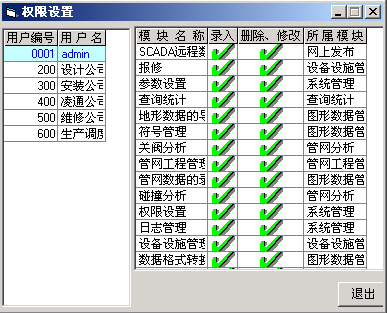 权限设置
用户编号 用 户 名
0001 admin
200 设计公司
300 安装公司
400 凌通公司
500 维修公司
600 生产调度
模 块 名 称 录入 删除、修改 所属模块
SCADA远程数 网上发布
报修 设备设施管
参数设置 系统管理
查询统计 图形数据管
地形数据的导 图形数据管
符号管理 图形数据管
关阀分析 管网分析
管网工程管理 图形数据管
管网数据的录 图形数据管
碰撞分析 管网分析
权限设置 系统管理
日志管理 系统管理
设备设施管理 设备设施管
数据格式转换 图形数据管
退出